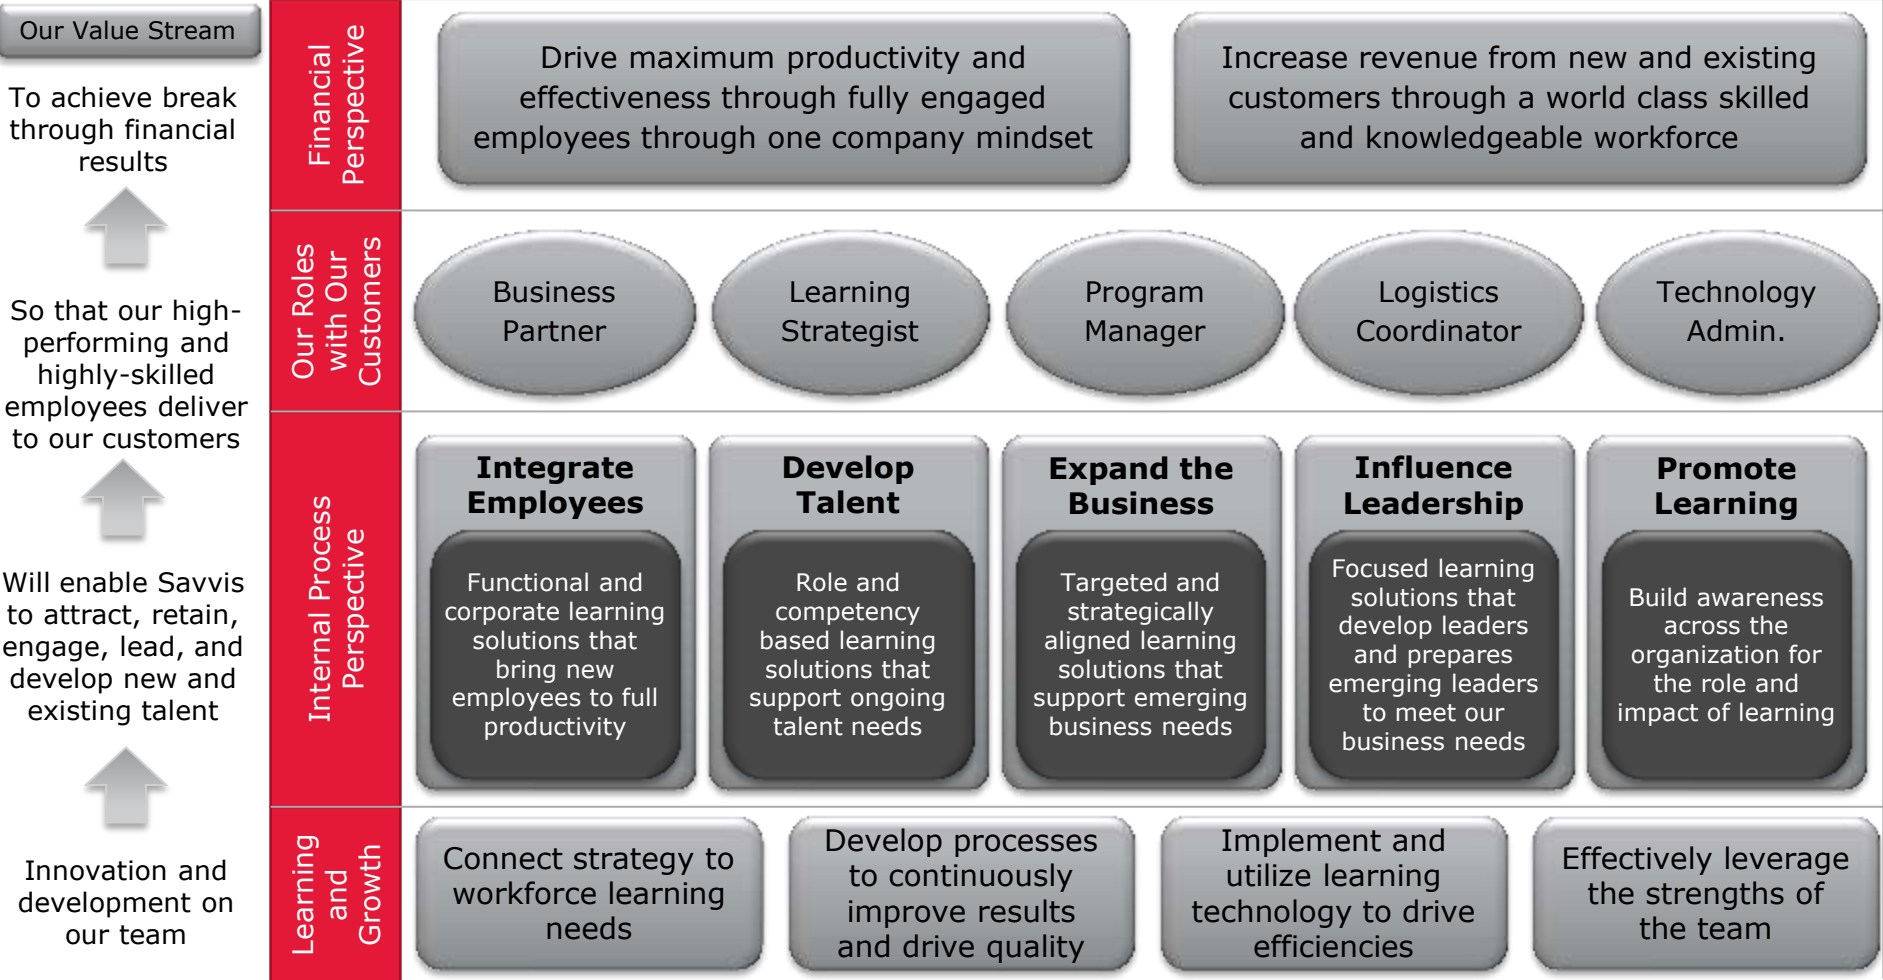 Our Value Stream
To achieve break
through financial
results
So that our high-
performing and
highly-skilled
employees deliver
to our customers
Will enable Savvis
to attract, retain,
engage, lead, and
develop new and
existing talent
Innovation and
development on
our team
Financial
Perspective
Drive maximum productivity and
effectiveness through fully engaged
employees through one company mindset
Increase revenue from new and existing
customers through a world class skilled
and knowledgeable workforce
Our Roles
with Our
Customers
Business
Partner
Learning
Strategist
Program
Manager
Logistics
Coordinator
Technology
Admin.
Internal Process
Perspective
Integrate
Employees
Functional and
corporate learning
solutions that
bring new
employees to full
productivity
Develop
Talent
Role and
competency
based learning
solutions that
support ongoing
talent needs
Expand the
Business
Targeted and
strategically
aligned learning
solutions that
support emerging
business needs
Influence
Leadership
Focused learning
solutions that
develop leaders
and prepares
emerging leaders
to meet our
business needs
Promote
Learning
Build awareness
across the
organization for
the role and
impact of learning
Learning
and
Growth
Connect strategy to
workforce learning
needs
Develop processes
to continuously
improve results
and drive quality
Implement and
utilize learning
technology to drive
efficiencies
Effectively leverage
the strengths of
the team